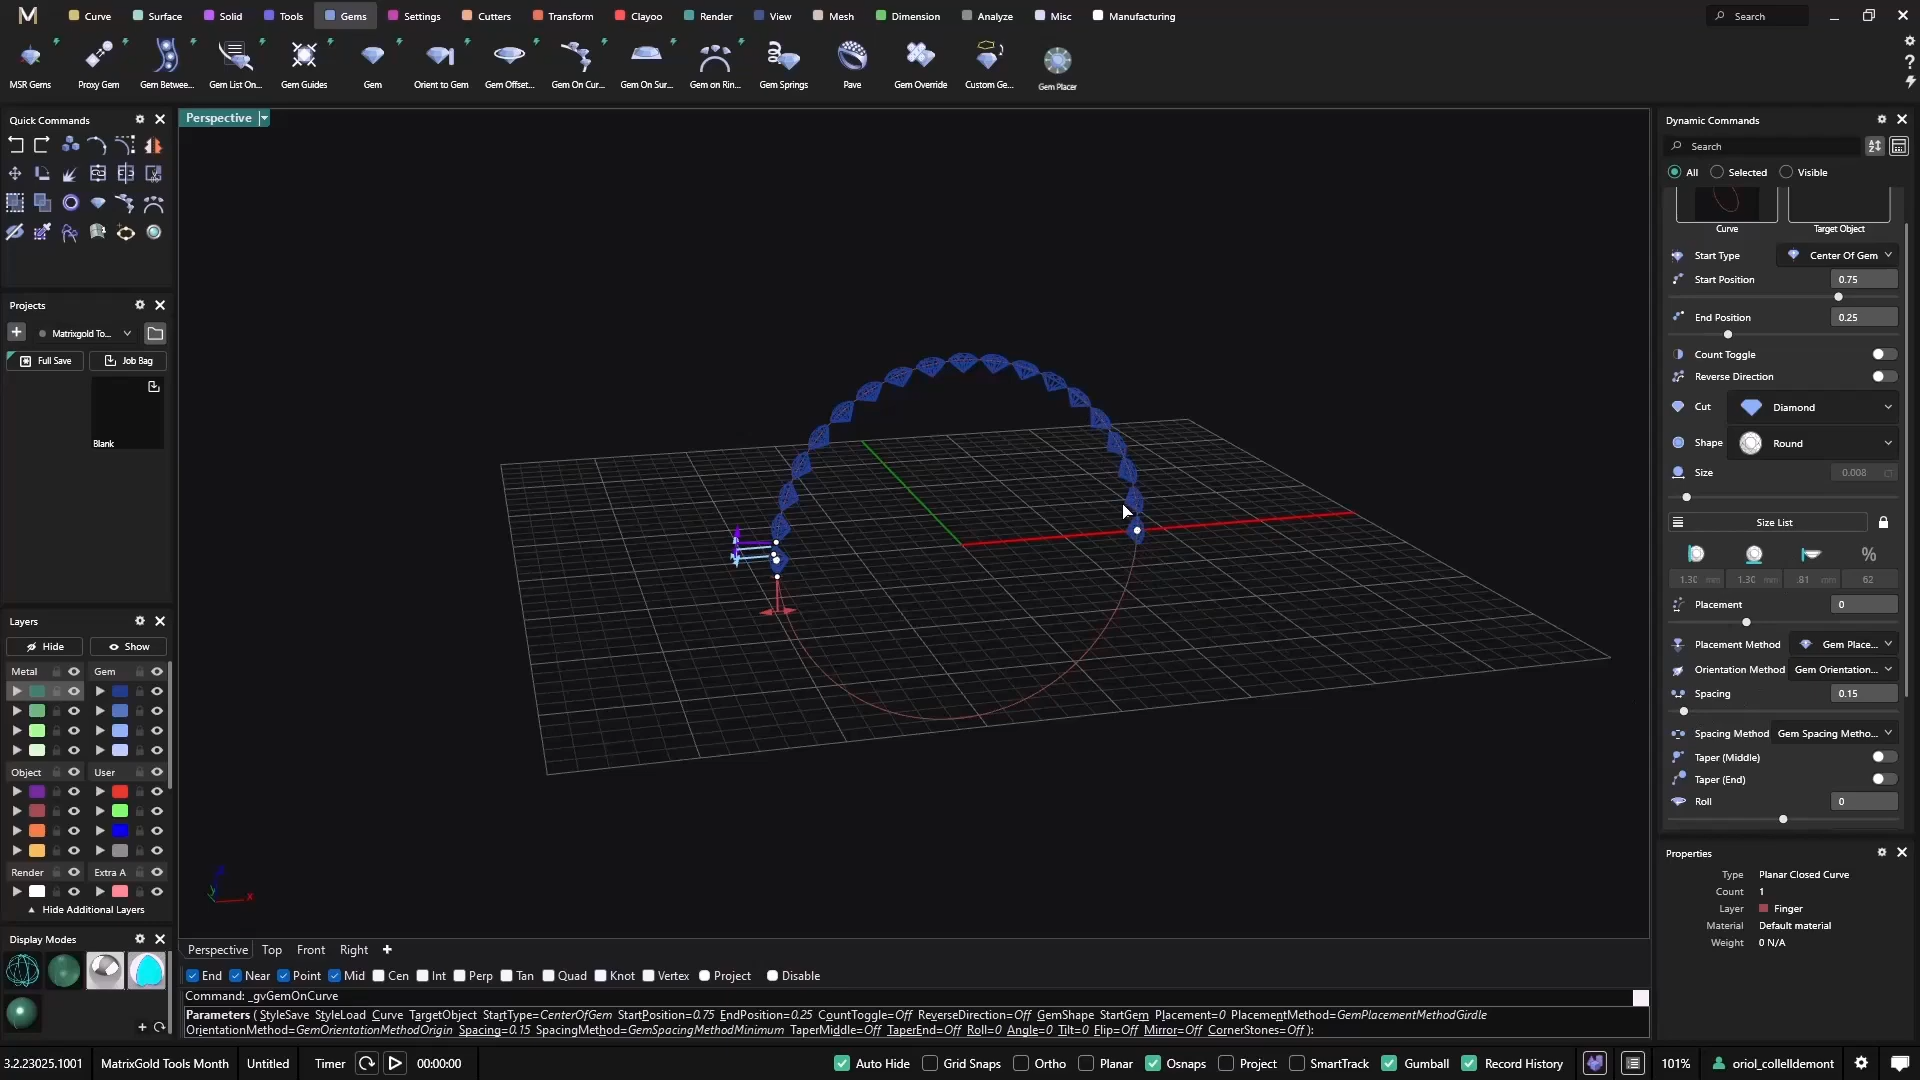 Curve Surface Solid Tools Gems Settings Cutters Transform Clayoo Render View Mesh Dimension Analyze Misc Manufacturing Search
MSR Gems Proxy Gem Gem Betwee... Gem List On... Gem Guides Gem Orient to Gem Gem Offset... Gem On Cur... Gem On Sur... Gem on Rin... Gem Springs Pave Gem Override Custom Ge... Gem Placer
Quick Commands
Perspective
Dynamic Commands
Search
All Selected Visible
Curve Target Object
Start Type Center Of Gem
Start Position 0.75
End Position 0.25
Count Toggle
Reverse Direction
Cut Diamond
Shape Round
Size 0.008
Size List
1.30 mm 1.30 mm .81 mm 62
%
Placement 0
Placement Method Gem Place...
Orientation Method Gem Orientation...
Spacing 0.15
Spacing Method Gem Spacing Metho...
Taper (Middle)
Taper (End)
Roll 0
Projects
Matrixgold To...
Full Save Job Bag
Blank
Layers
Hide Show
Metal Gem
Object User
Render Extra A
Hide Additional Layers
Display Modes
x
Properties
Type Planar Closed Curve
Count 1
Layer Finger
Material Default material
Weight 0 N/A
Perspective Top Front Right
End Near Point Mid Cen Int Perp Tan Quad Knot Vertex Project Disable
Command: _gvGemOnCurve
Parameters ( StyleSave StyleLoad Curve TargetObject StartType=CenterOfGem StartPosition=0.75 EndPosition=0.25 CountToggle=Off ReverseDirection=Off GemShape StartGem Placement=0 PlacementMethod=GemPlacementMethodGirdle
OrientationMethod=GemOrientationMethodOrigin Spacing=0.15 SpacingMethod=GemSpacingMethodMinimum TaperMiddle=Off TaperEnd=Off Roll=0 Angle=0 Tilt=0 Flip=Off Mirror=Off CornerStones=Off ):
3.2.23025.1001 MatrixGold Tools Month Untitled Timer 00:00:00 Auto Hide Grid Snaps Ortho Planar Osnaps Project SmartTrack Gumball Record History 101% oriol_collelldemont